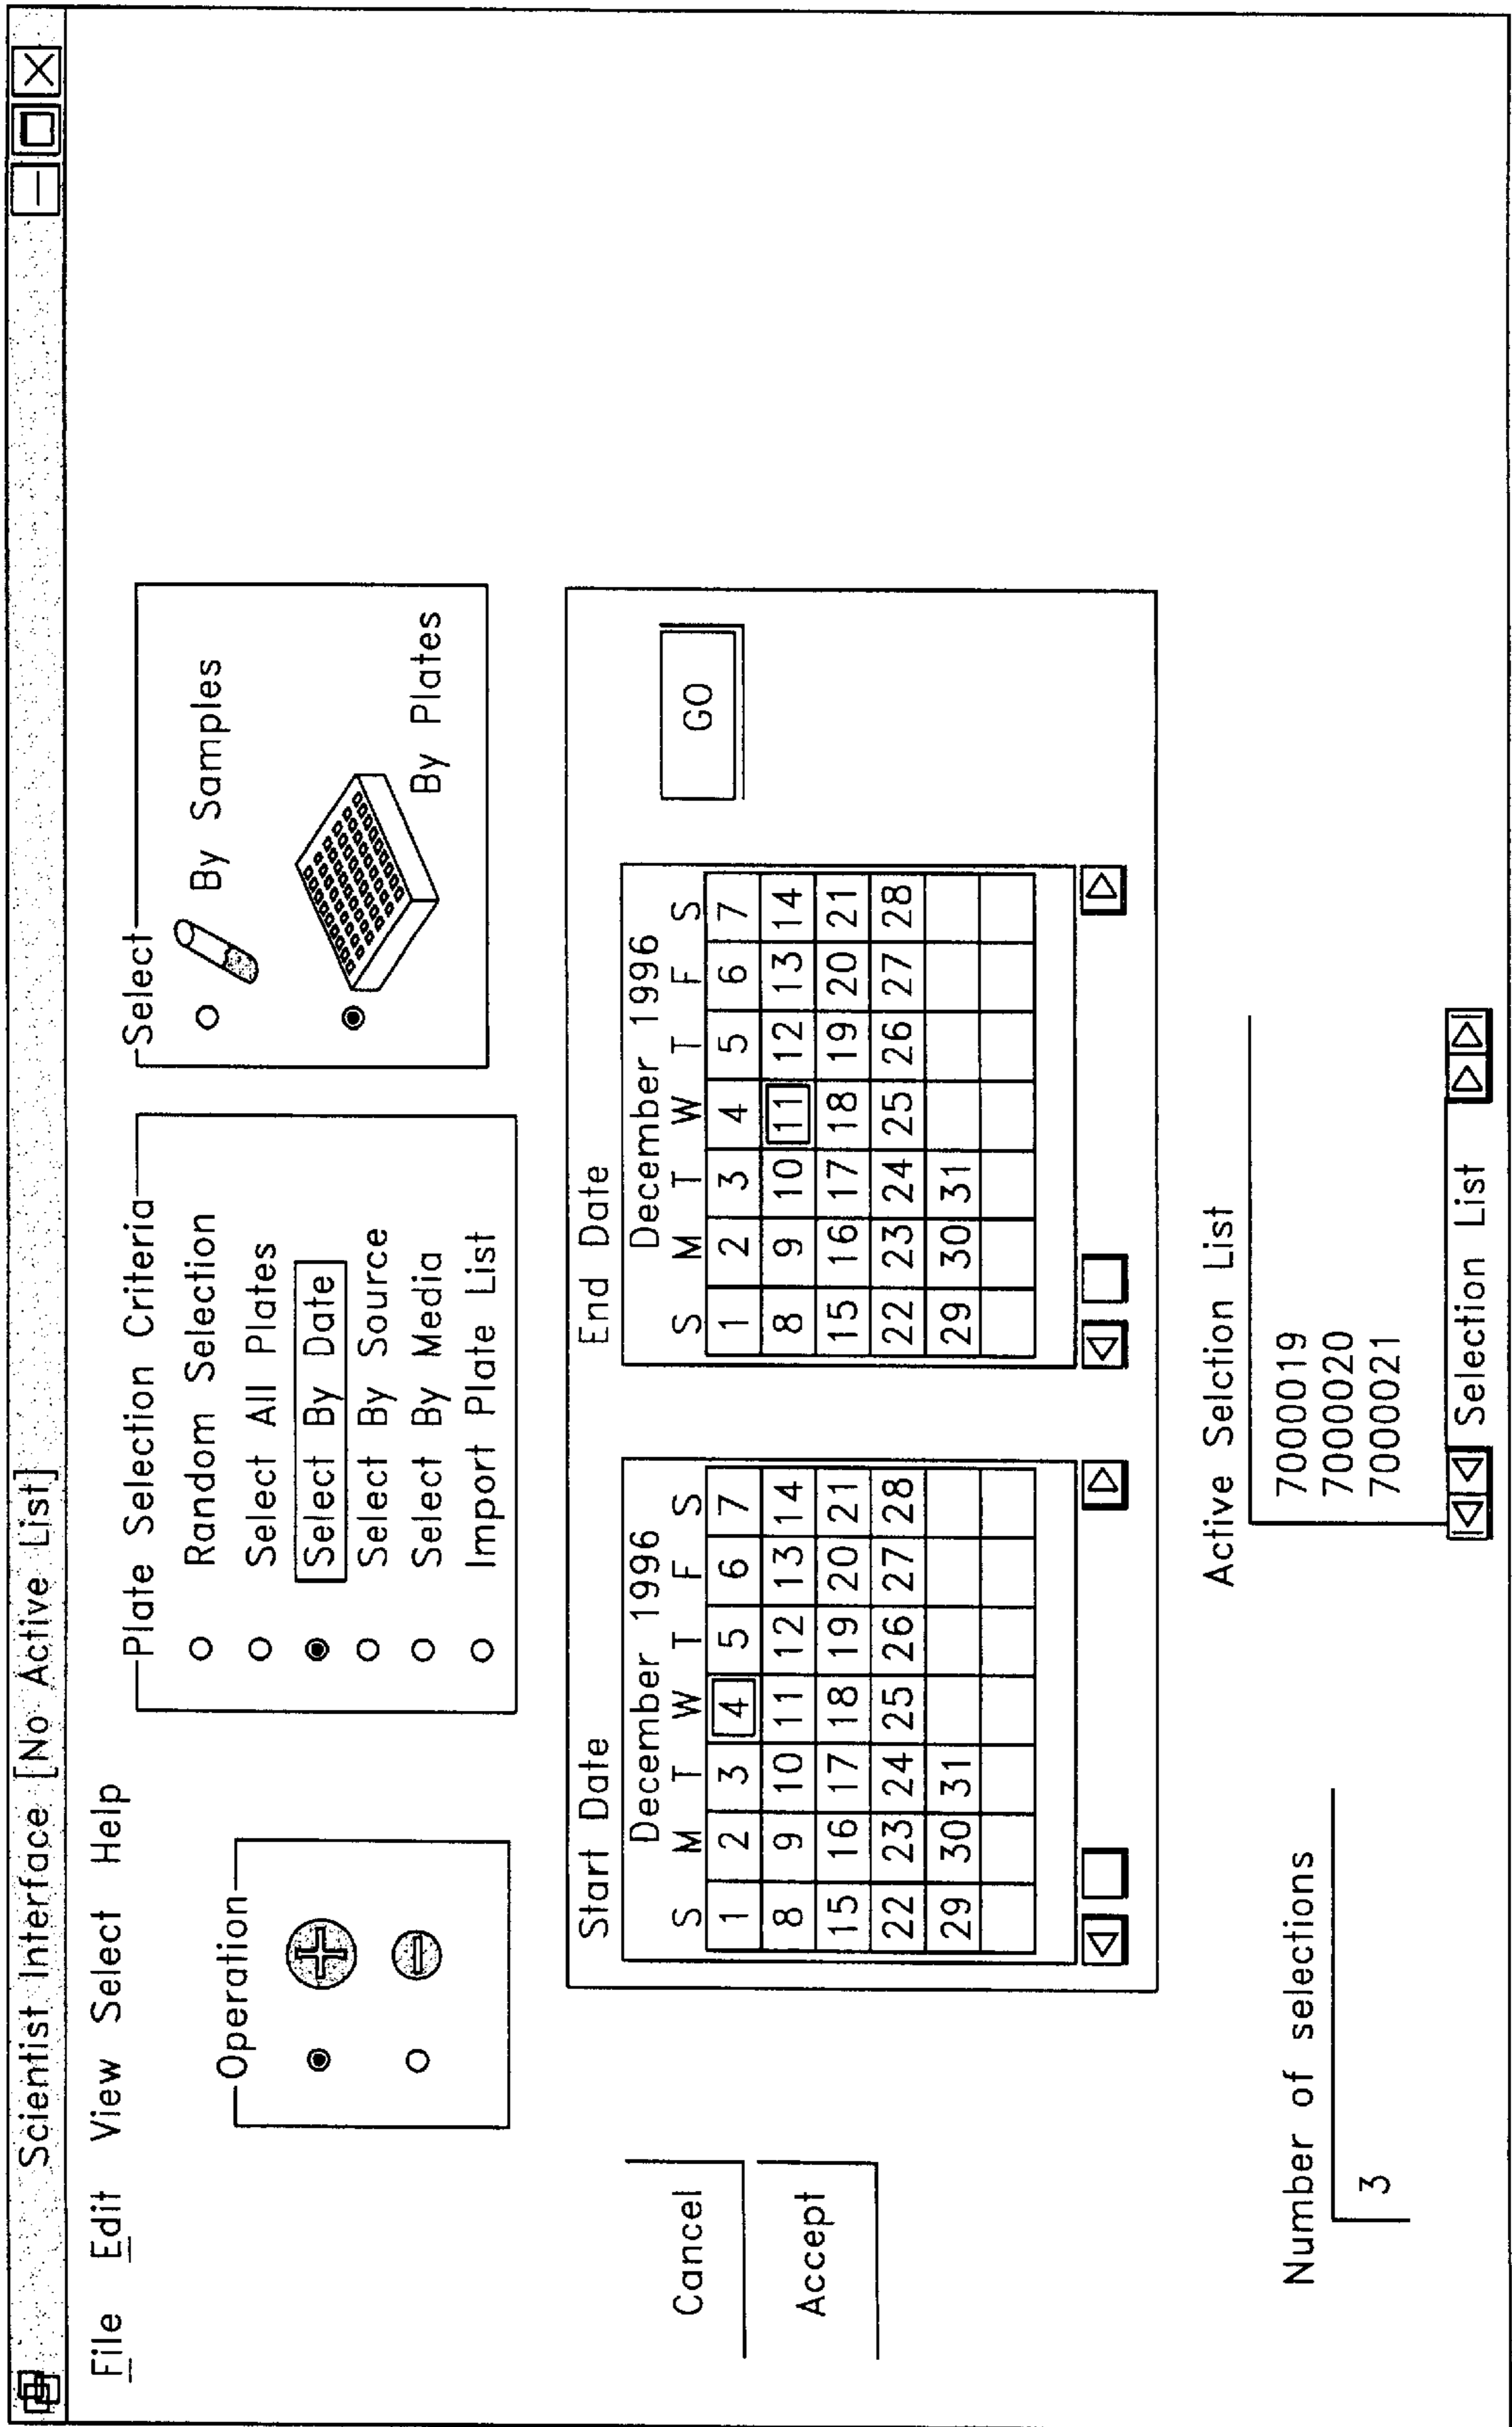 Scientist Interface [No Active List]
File Edit View Select Help
Operation
Plate Selection Criteria
Random Selection
Select All Plates
Select By Date
Select By Source
Select By Media
Import Plate List
Select
By Samples
By Plates
Cancel
Accept
Start Date
December 1996
S M T W T F S
1 2 3 4 5 6 7
8 9 10 11 12 13 14
15 16 17 18 19 20 21
22 23 24 25 26 27 28
29 30 31
End Date
December 1996
S M T W T F S
1 2 3 4 5 6 7
8 9 10 11 12 13 14
15 16 17 18 19 20 21
22 23 24 25 26 27 28
29 30 31
GO
Number of selections
3
Active Selction List
7000019
7000020
7000021
Selection List